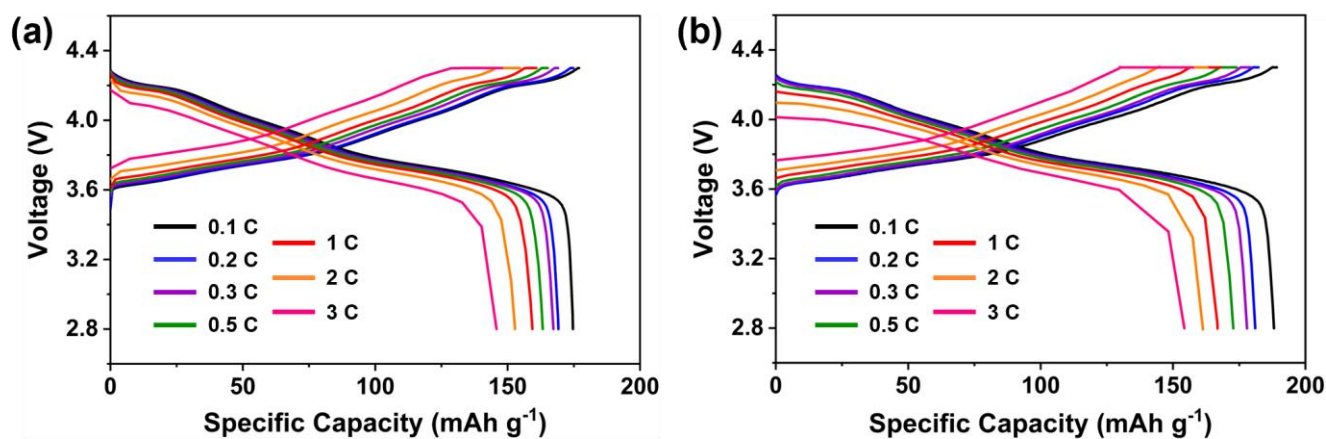 (a)
4.4
4.0
3.6
3.2
2.8
Voltage (V)
0.1 C
0.2 C
0.3 C
0.5 C
1 C
2 C
3 C
0
50
100
150
200
Specific Capacity (mAh g⁻¹)
(b)
4.4
4.0
3.6
3.2
2.8
Voltage (V)
0.1 C
0.2 C
0.3 C
0.5 C
1 C
2 C
3 C
0
50
100
150
200
Specific Capacity (mAh g⁻¹)